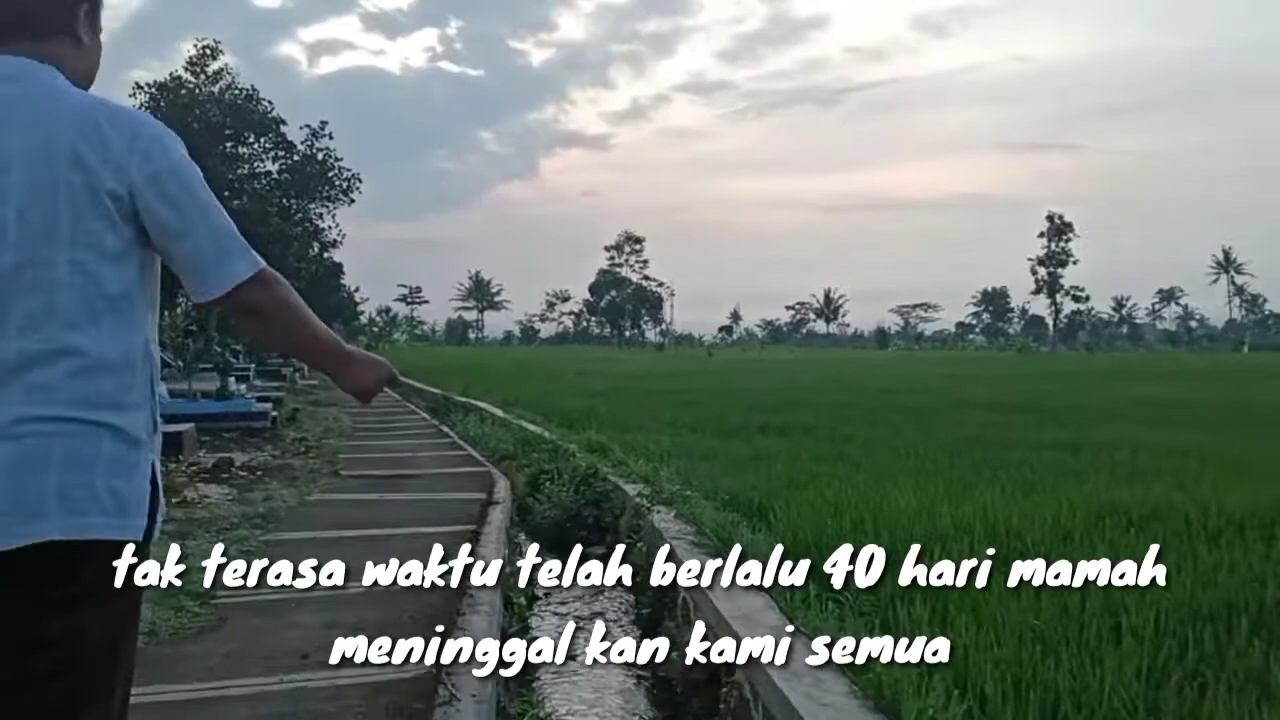 tak terasa waktu telah berlalu 40 hari mamah
meninggal kan kami semua